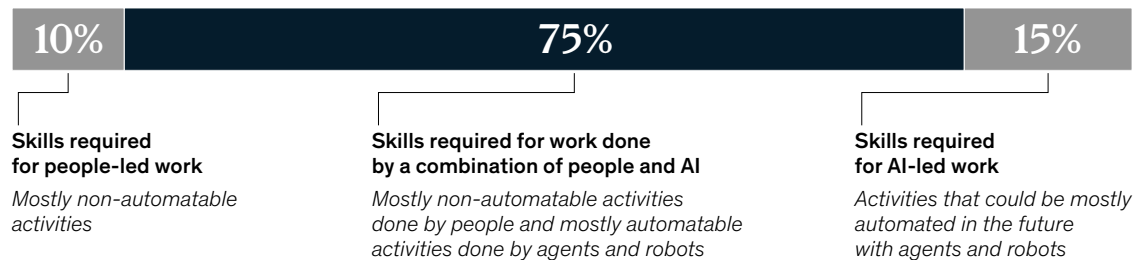 10%
75%
15%
Skills required
for people-led work
Mostly non-automatable
activities
Skills required for work done
by a combination of people and AI
Mostly non-automatable activities
done by people and mostly automatable
activities done by agents and robots
Skills required
for AI-led work
Activities that could be mostly
automated in the future
with agents and robots